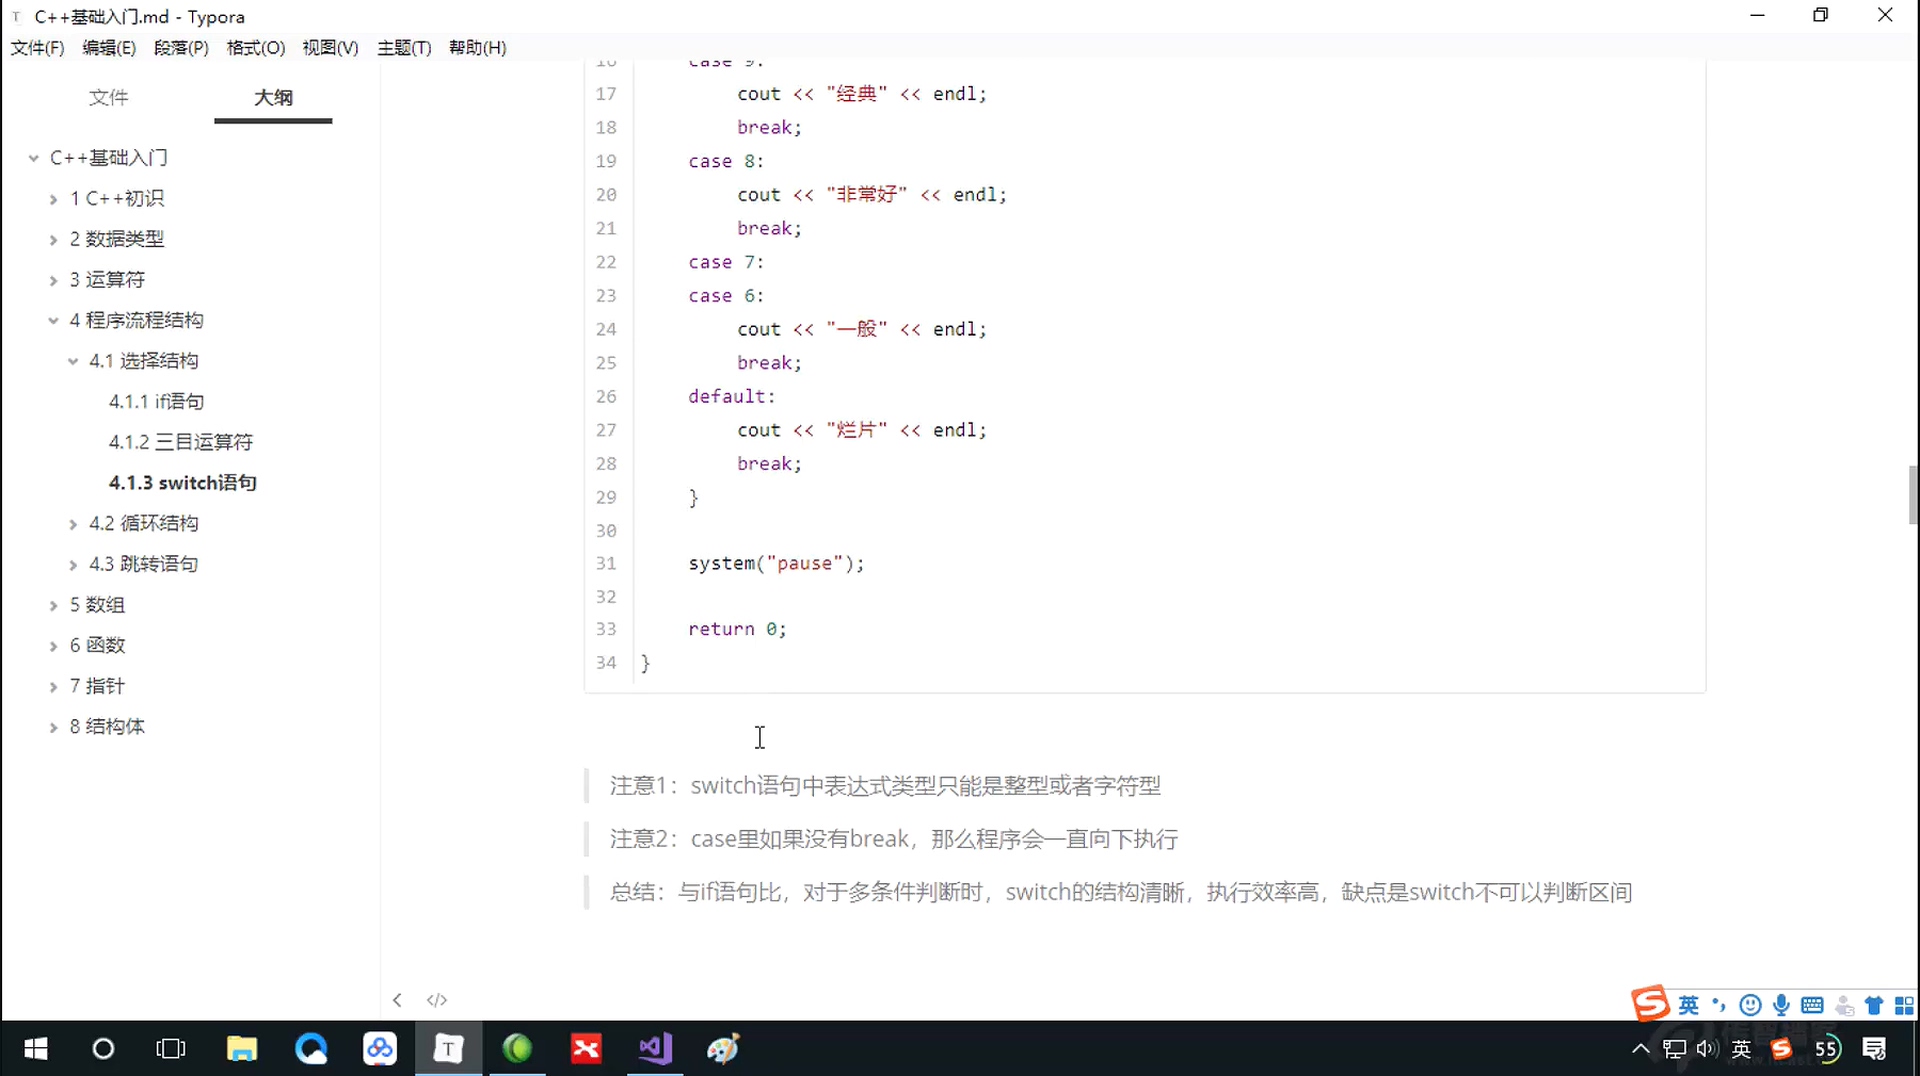 C++基础入门.md - Typora
文件(F) 编辑(E) 段落(P) 格式(O) 视图(V) 主题(T) 帮助(H)
文件 大纲
C++基础入门
1 C++初识
2 数据类型
3 运算符
4 程序流程结构
4.1 选择结构
4.1.1 if语句
4.1.2 三目运算符
4.1.3 switch语句
4.2 循环结构
4.3 跳转语句
5 数组
6 函数
7 指针
8 结构体
16 case 9:
17 cout << "经典" << endl;
18 break;
19 case 8:
20 cout << "非常好" << endl;
21 break;
22 case 7:
23 case 6:
24 cout << "一般" << endl;
25 break;
26 default:
27 cout << "烂片" << endl;
28 break;
29 }
30
31 system("pause");
32
33 return 0;
34 }
注意1：switch语句中表达式类型只能是整型或者字符型
注意2：case里如果没有break，那么程序会一直向下执行
总结：与if语句比，对于多条件判断时，switch的结构清晰，执行效率高，缺点是switch不可以判断区间
</> 
英
英 55